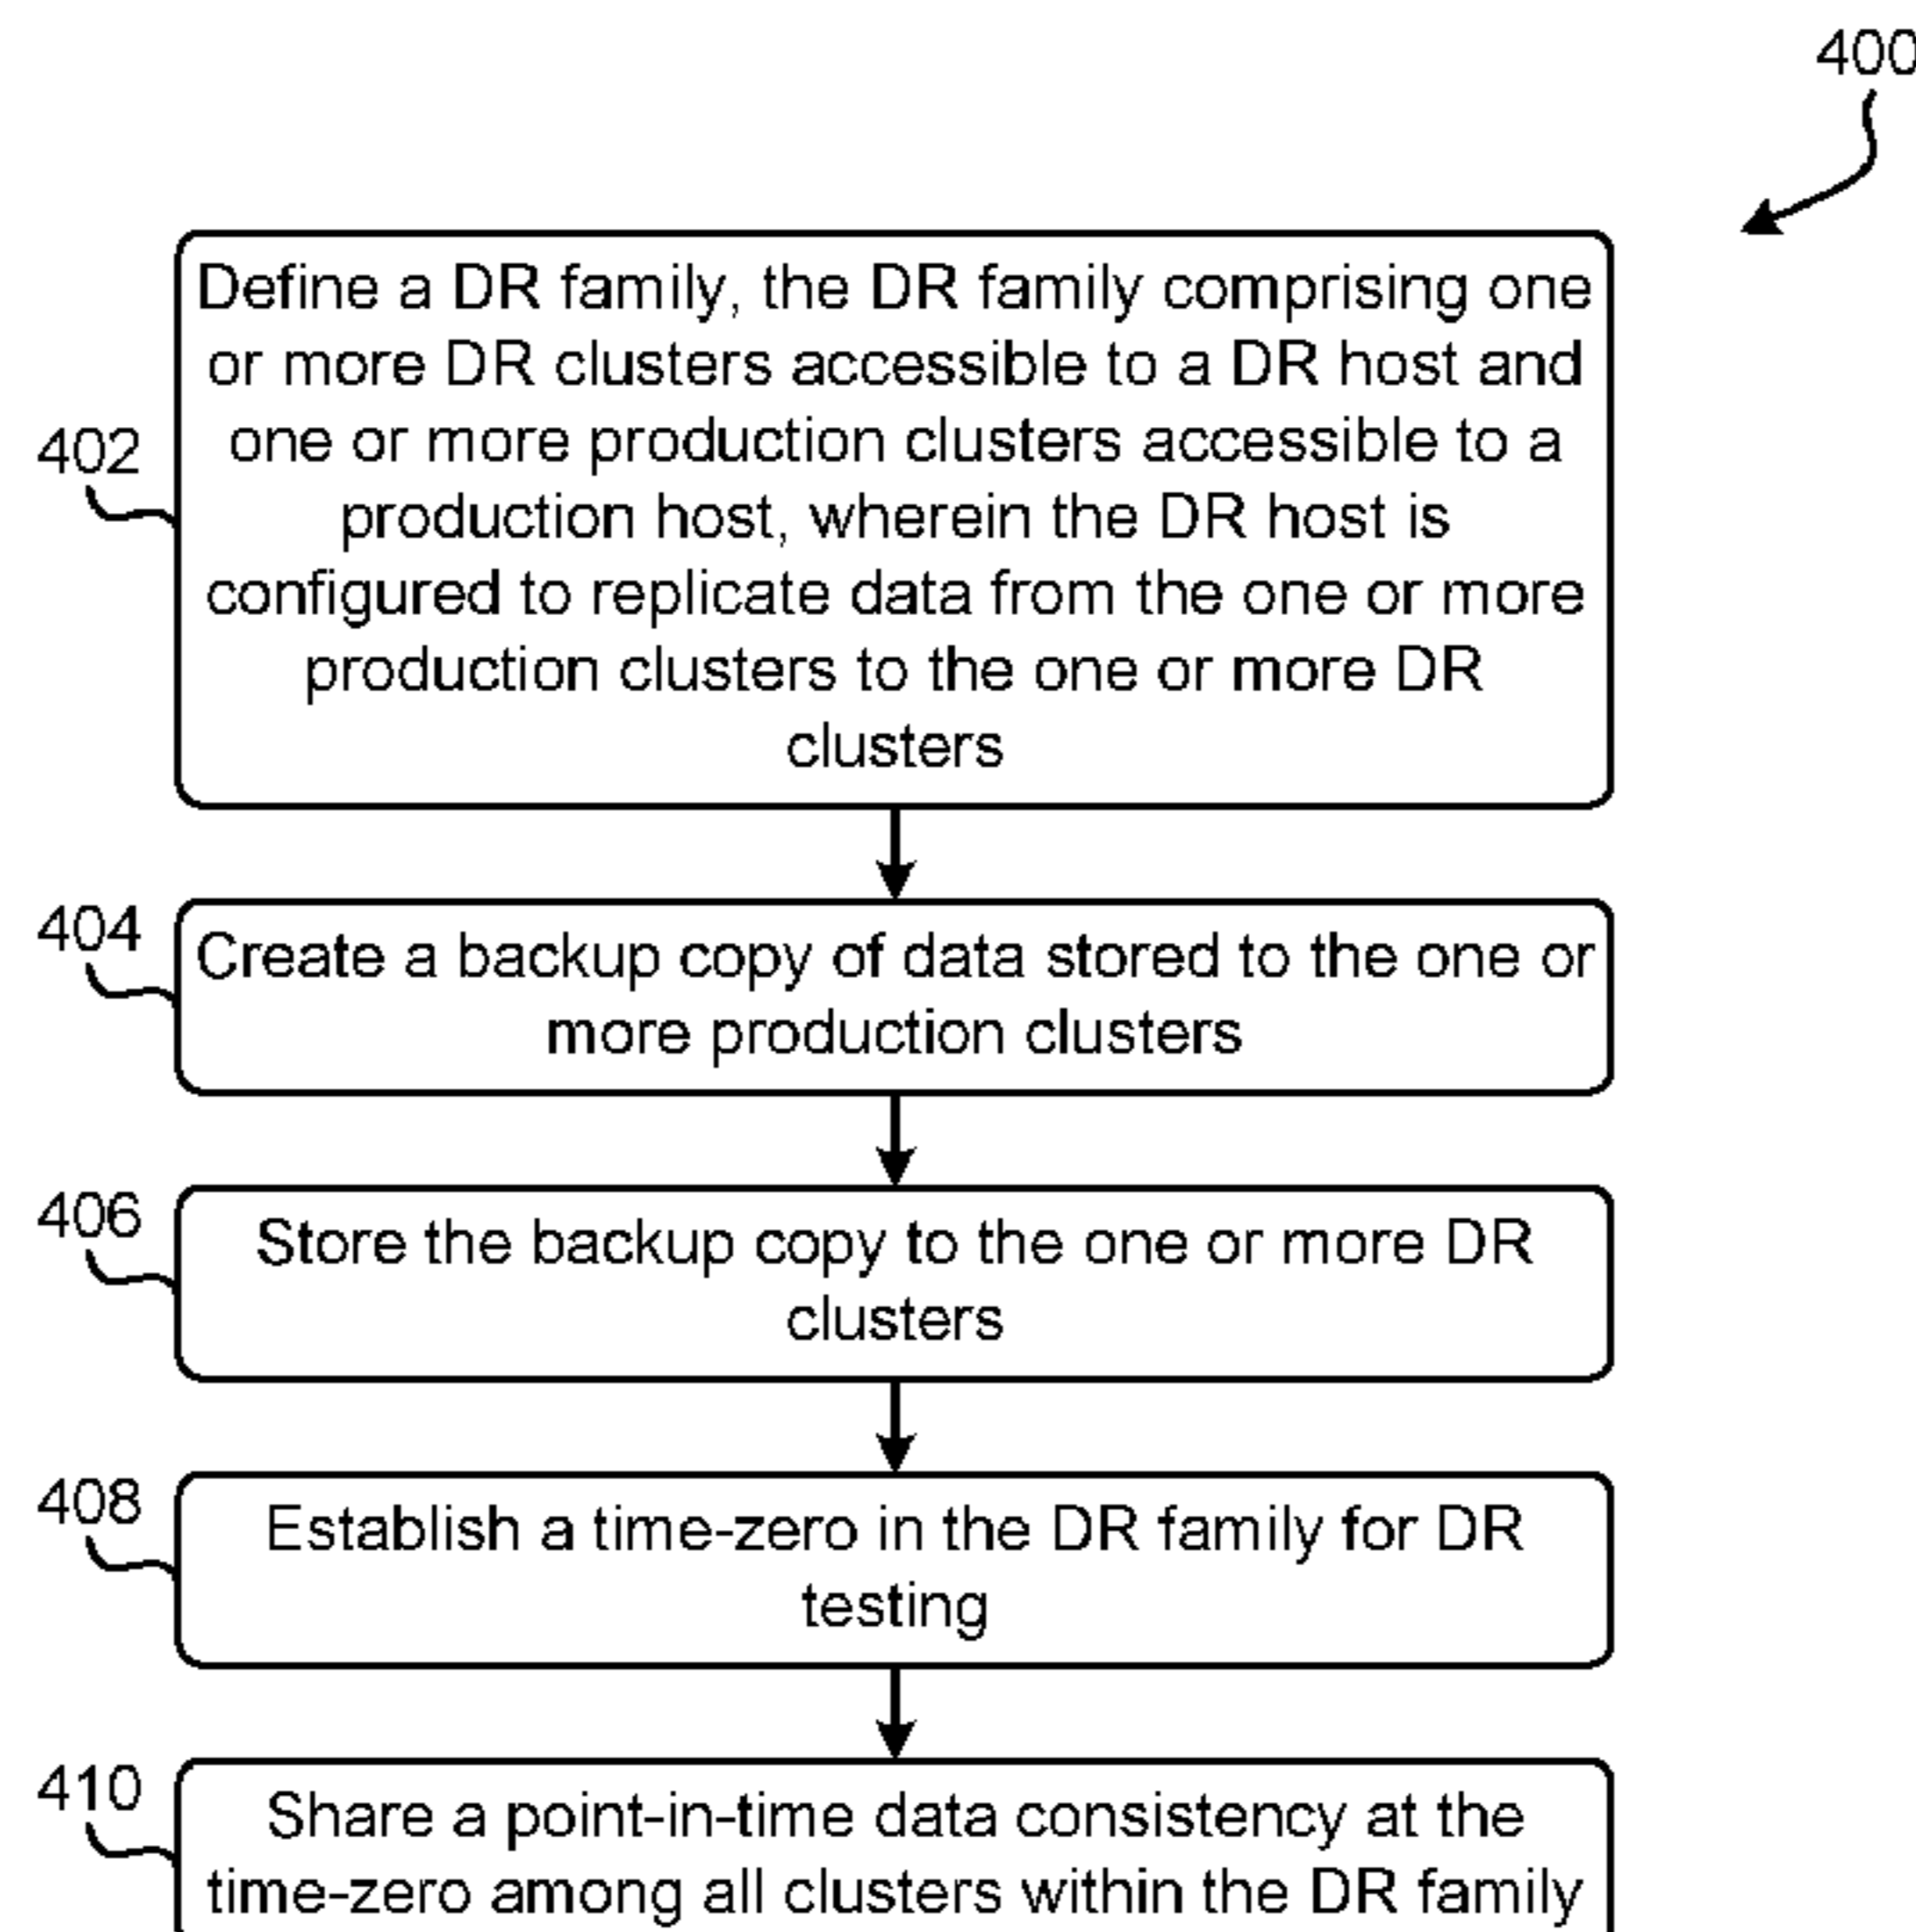 400
Define a DR family, the DR family comprising one
or more DR clusters accessible to a DR host and
one or more production clusters accessible to a
production host, wherein the DR host is
configured to replicate data from the one or more
production clusters to the one or more DR
clusters
402
Create a backup copy of data stored to the one or
more production clusters
404
Store the backup copy to the one or more DR
clusters
406
Establish a time-zero in the DR family for DR
testing
408
Share a point-in-time data consistency at the
time-zero among all clusters within the DR family
410